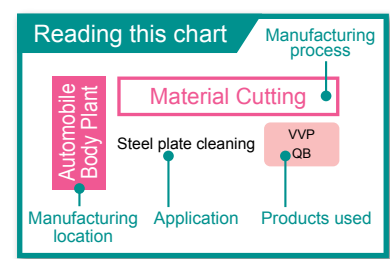 Reading this chart
Manufacturing
process
Automobile
Body Plant
Material Cutting
Steel plate cleaning
VVP
QB
Manufacturing
location
Application
Products used